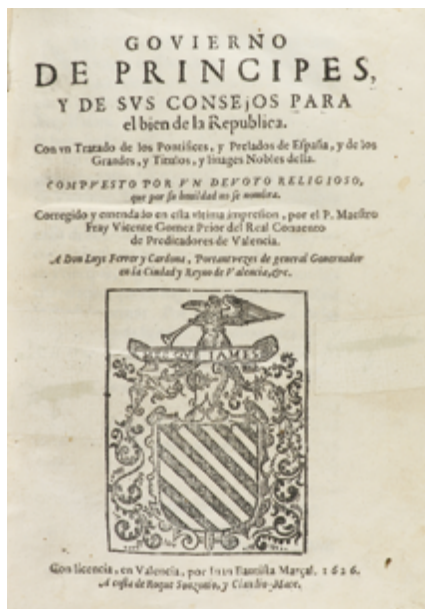 GOVIERNO
DE PRINCIPES,
Y DE SVS CONSEjOS PARA
el bien de la Republica.
Con vn Tratado de los Pontifices, y Prelados de España, y de los
Grandes, y Titulos, y linages Nobles della.
COMPVESTO POR VN DEVOTO RELIGIOSO,
que por su humildad no se nombra.
Corregido y emendado en esta vltima impresion, por el P. Maestro
Fray Vicente Gomez Prior del Real Conuento
de Predicadores de Valencia.
A Don Luys Ferrer y Cardona, Portantvezes de general Gouernador
en la Ciudad y Reyno de Valencia, &c.
IAMES
Con licencia, en Valencia, por Iuan Bautista Marçal. 1626.
A costa de Roque Sonzonio, y Claudio Mace.